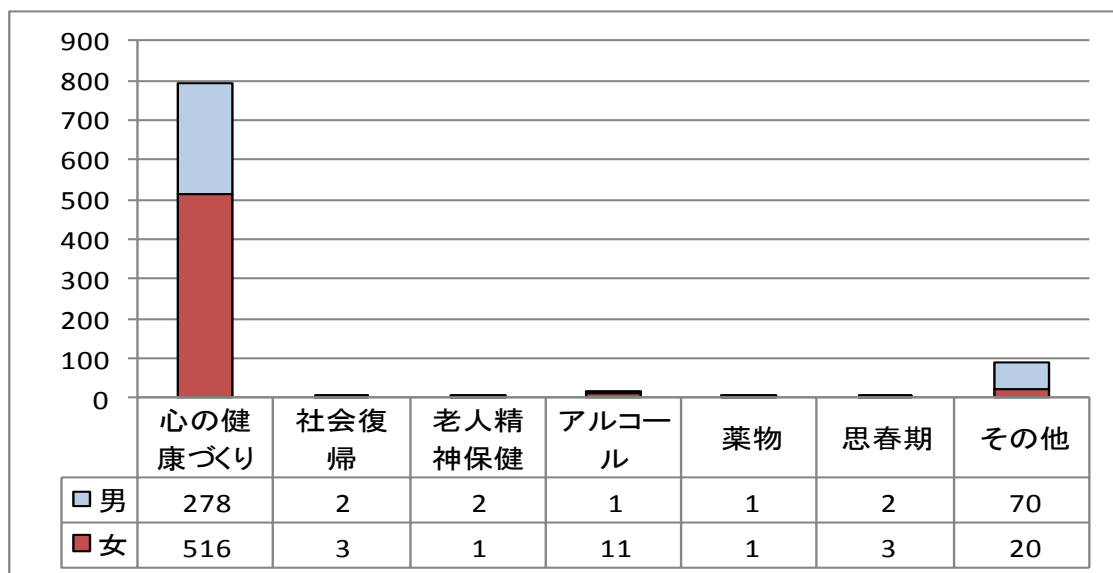 900
800
700
600
500
400
300
200
100
0
心の健
康づくり
社会復
帰
老人精
神保健
アルコー
ル
薬物
思春期
その他
男 278 2 2 1 1 2 70
女 516 3 1 11 1 3 20